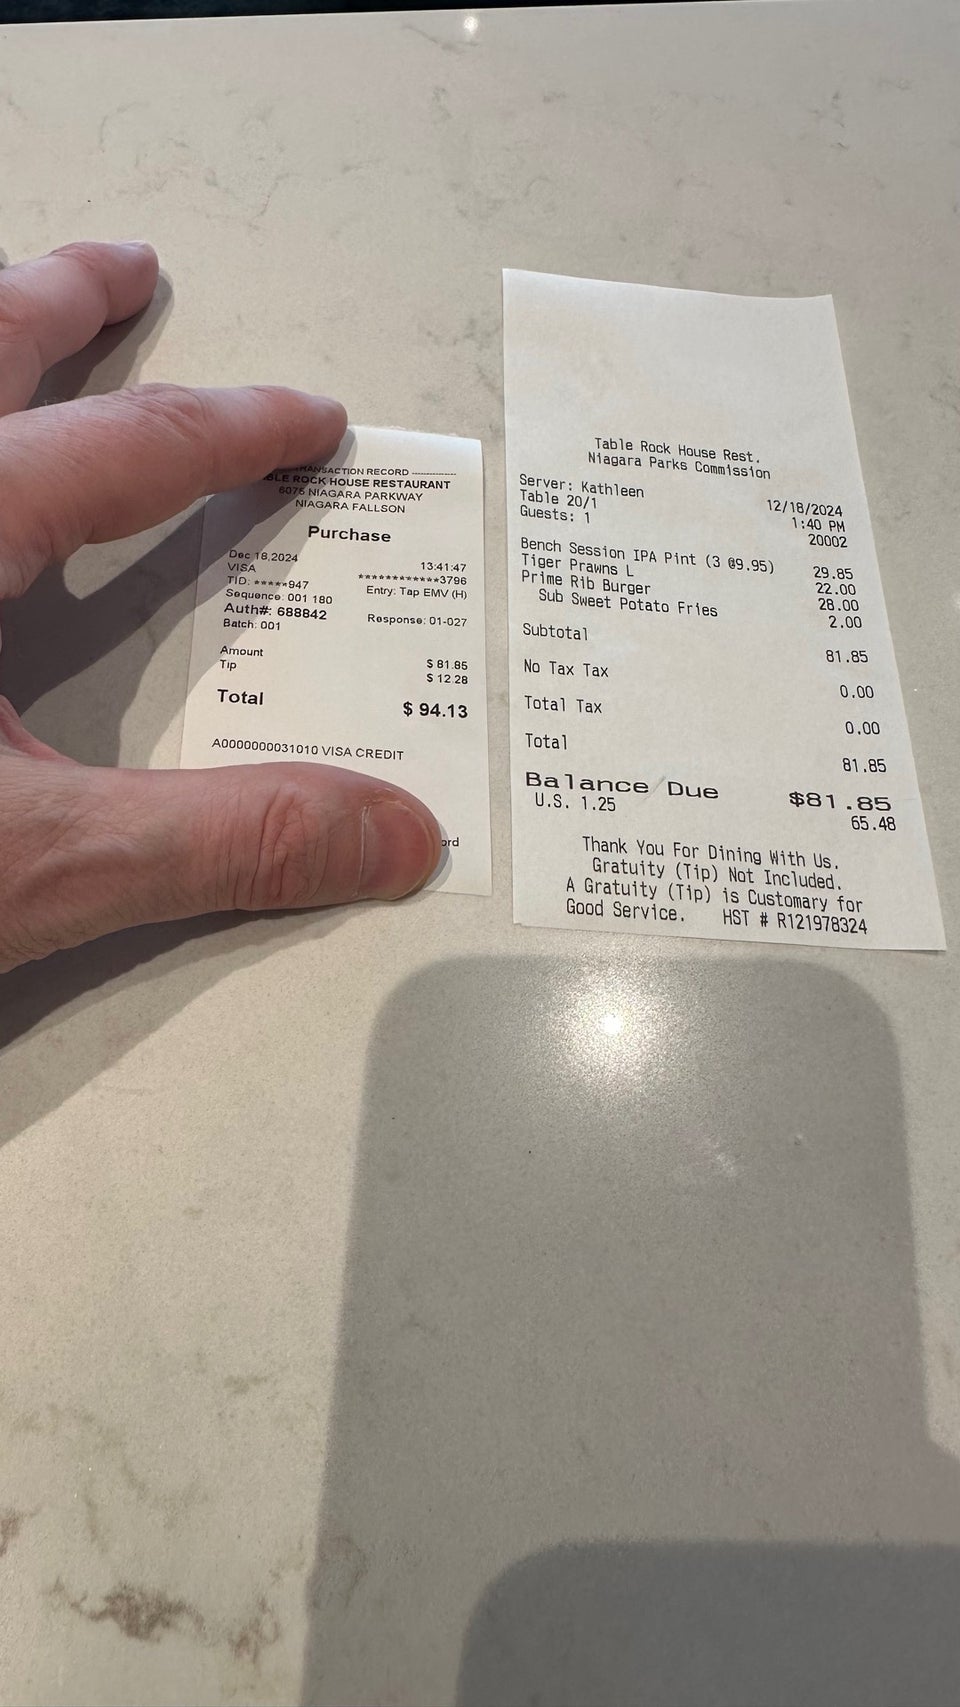 TRANSACTION RECORD --------------
BLE ROCK HOUSE RESTAURANT
6075 NIAGARA PARKWAY
NIAGARA FALLSON
Purchase
Dec 18,2024 13:41:47
VISA ************3796
TID: *****947 Entry: Tap EMV (H)
Sequence: 001 180
Auth#: 688842 Response: 01-027
Batch: 001
Amount $ 81.85
Tip $ 12.28
Total $ 94.13
A0000000031010 VISA CREDIT
ord
Table Rock House Rest.
Niagara Parks Commission
Server: Kathleen 12/18/2024
Table 20/1 1:40 PM
Guests: 1 20002
Bench Session IPA Pint (3 @9.95) 29.85
Tiger Prawns L 22.00
Prime Rib Burger 28.00
Sub Sweet Potato Fries 2.00
Subtotal 81.85
No Tax Tax 0.00
Total Tax 0.00
Total 81.85
Balance Due $81.85
U.S. 1.25 65.48
Thank You For Dining With Us.
Gratuity (Tip) Not Included.
A Gratuity (Tip) is Customary for
Good Service. HST # R121978324